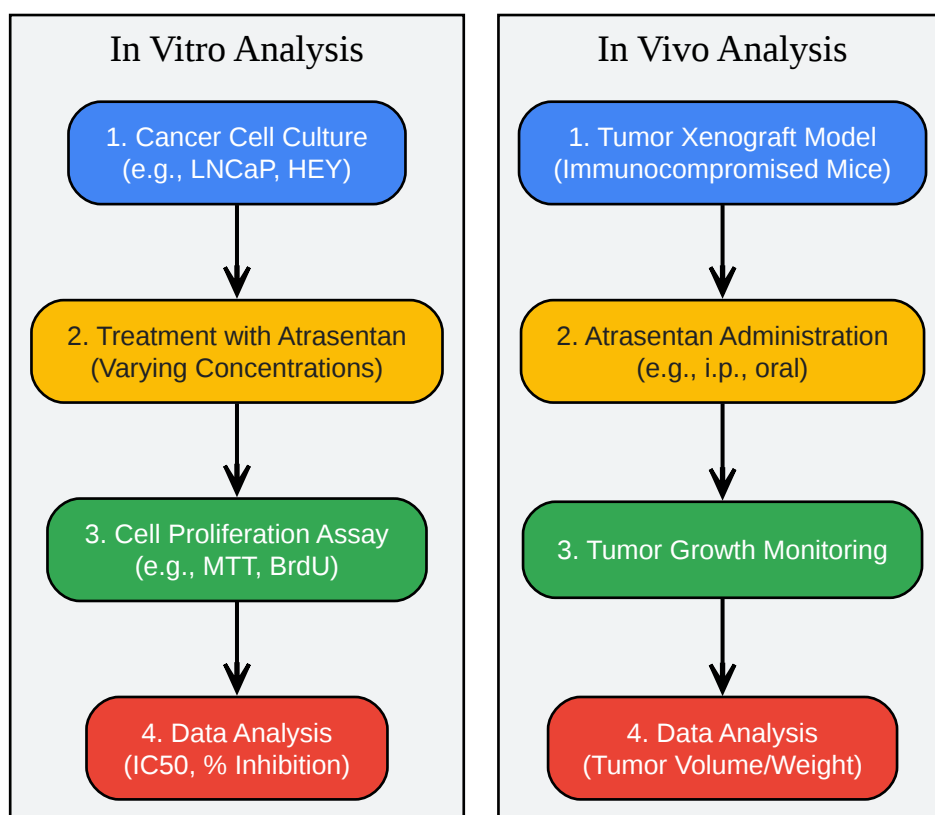 In Vitro Analysis
1. Cancer Cell Culture
(e.g., LNCaP, HEY)
2. Treatment with Atrasentan
(Varying Concentrations)
3. Cell Proliferation Assay
(e.g., MTT, BrdU)
4. Data Analysis
(IC50, % Inhibition)
In Vivo Analysis
1. Tumor Xenograft Model
(Immunocompromised Mice)
2. Atrasentan Administration
(e.g., i.p., oral)
3. Tumor Growth Monitoring
4. Data Analysis
(Tumor Volume/Weight)